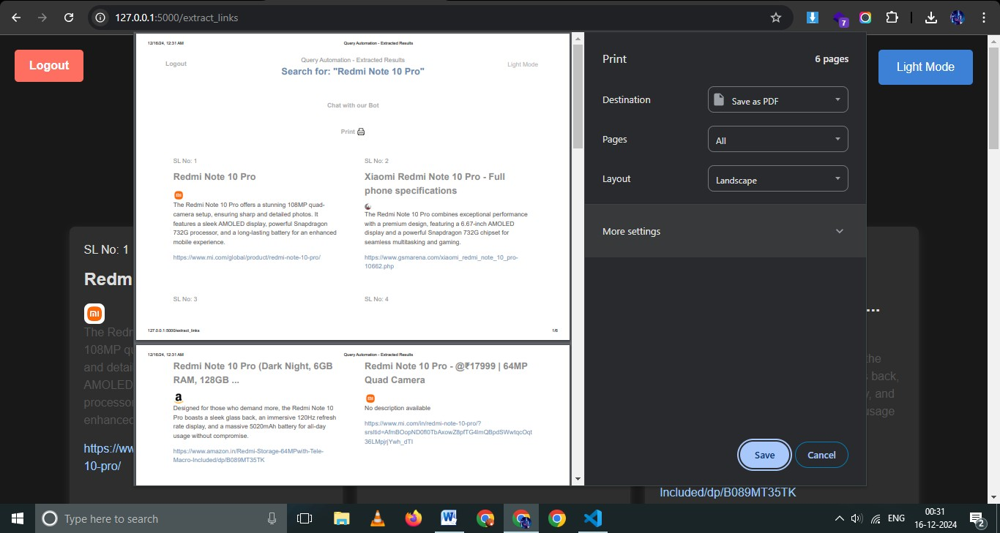 127.0.0.1:5000/extract_links
7
Logout
Light Mode
SL No: 1
Redm
mi
The Redr
108MP qu
and detail
AMOLED
processor
enhanced
https://ww
10-pro/
...
the
s back,
y, and
usage
Included/dp/B089MT35TK
12/16/24, 12:31 AM
Query Automation - Extracted Results
Logout
Query Automation - Extracted Results
Light Mode
Search for: "Redmi Note 10 Pro"
Chat with our Bot
Print
SL No: 1
Redmi Note 10 Pro
mi
The Redmi Note 10 Pro offers a stunning 108MP quad-
camera setup, ensuring sharp and detailed photos. It
features a sleek AMOLED display, powerful Snapdragon
732G processor, and a long-lasting battery for an enhanced
mobile experience.
https://www.mi.com/global/product/redmi-note-10-pro/
SL No: 2
Xiaomi Redmi Note 10 Pro - Full
phone specifications
The Redmi Note 10 Pro combines exceptional performance
with a premium design, featuring a 6.67-inch AMOLED
display and a powerful Snapdragon 732G chipset for
seamless multitasking and gaming.
https://www.gsmarena.com/xiaomi_redmi_note_10_pro-
10662.php
SL No: 3
SL No: 4
127.0.0.1:5000/extract_links
1/6
12/16/24, 12:31 AM
Query Automation - Extracted Results
Redmi Note 10 Pro (Dark Night, 6GB
RAM, 128GB ...
a
Designed for those who demand more, the Redmi Note 10
Pro boasts a sleek glass back, an immersive 120Hz refresh
rate display, and a massive 5020mAh battery for all-day
usage without compromise.
https://www.amazon.in/Redmi-Storage-64MPwith-Tele-
Macro-Included/dp/B089MT35TK
Redmi Note 10 Pro - @₹17999 | 64MP
Quad Camera
mi
No description available
https://www.mi.com/in/redmi-note-10-pro/?
Print
6 pages
Destination
Save as PDF
Pages
All
Layout
Landscape
More settings
Save
Cancel
Type here to search
W
ENG
00:31
16-12-2024
2